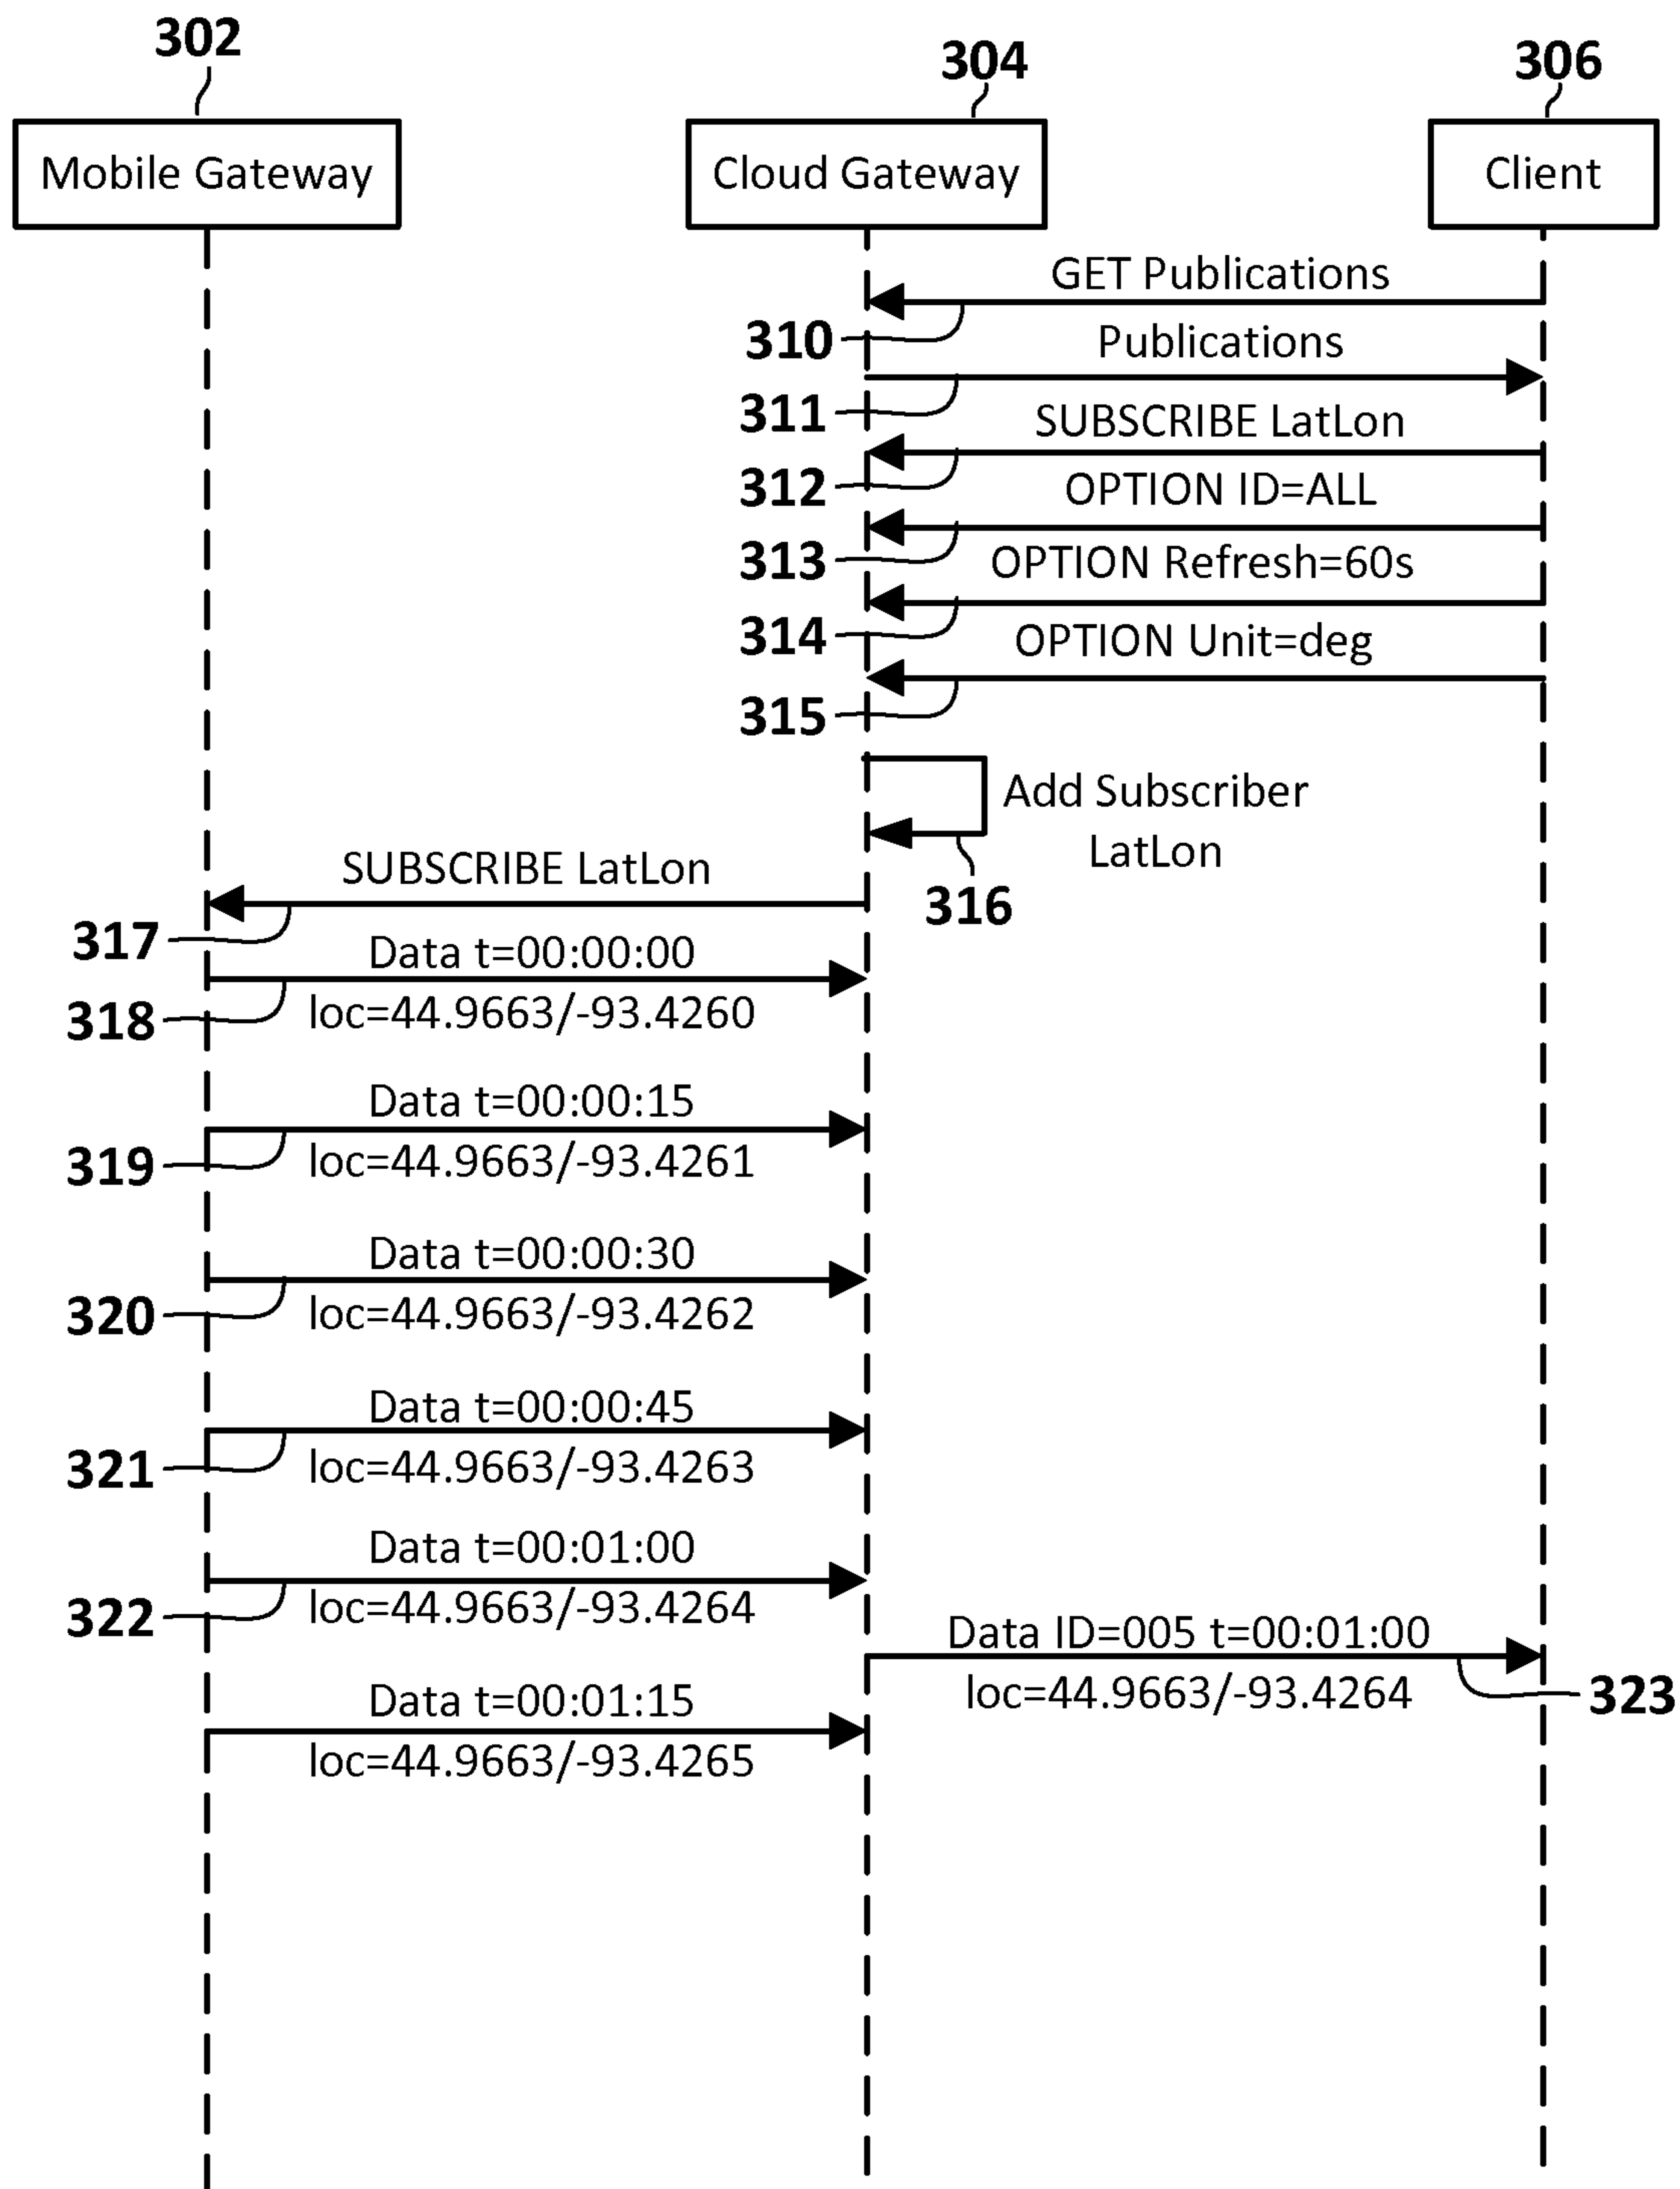 302
304
306
Mobile Gateway
Cloud Gateway
Client
GET Publications
310
Publications
311
SUBSCRIBE LatLon
312
OPTION ID=ALL
313
OPTION Refresh=60s
314
OPTION Unit=deg
315
Add Subscriber
LatLon
316
SUBSCRIBE LatLon
317
Data t=00:00:00
318
loc=44.9663/-93.4260
Data t=00:00:15
319
loc=44.9663/-93.4261
Data t=00:00:30
320
loc=44.9663/-93.4262
Data t=00:00:45
321
loc=44.9663/-93.4263
Data t=00:01:00
322
loc=44.9663/-93.4264
Data ID=005 t=00:01:00
loc=44.9663/-93.4264
323
Data t=00:01:15
loc=44.9663/-93.4265